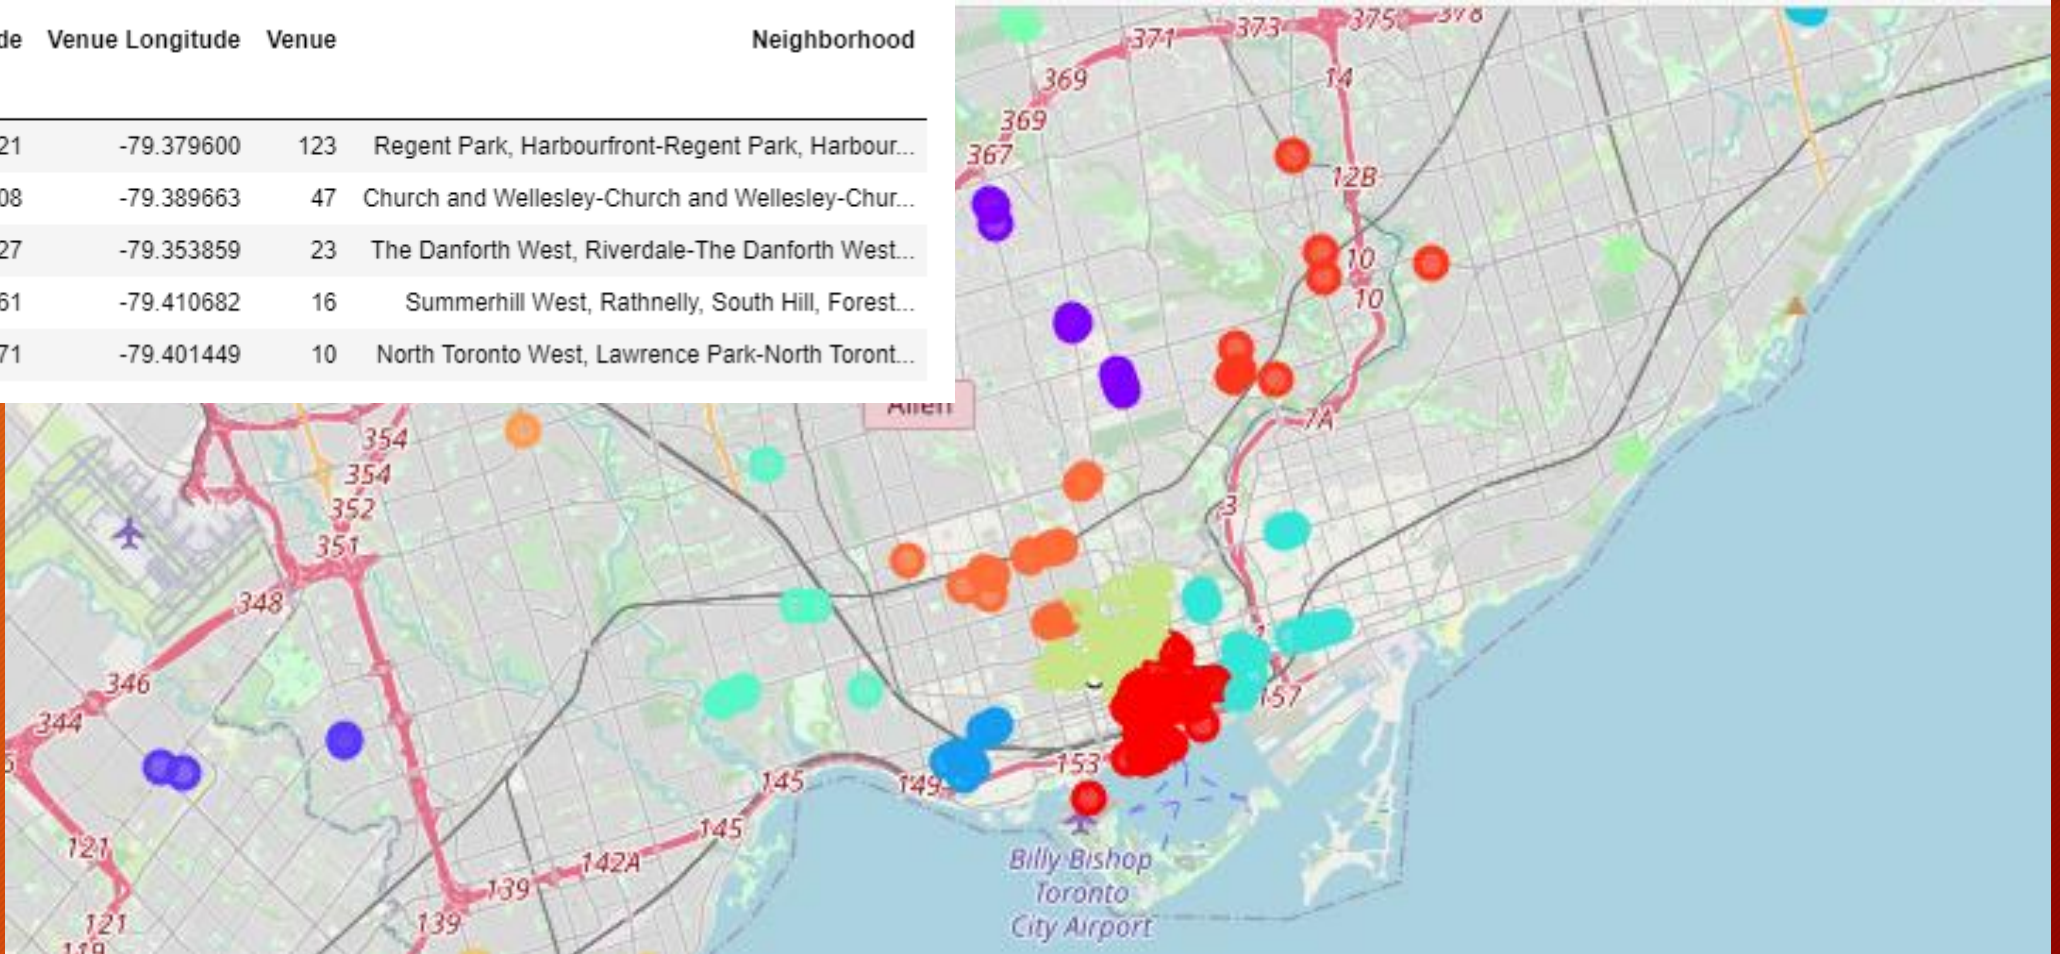 de Venue Longitude Venue Neighborhood
21 -79.379600 123 Regent Park, Harbourfront-Regent Park, Harbour...
08 -79.389663 47 Church and Wellesley-Church and Wellesley-Chur...
27 -79.353859 23 The Danforth West, Riverdale-The Danforth West...
61 -79.410682 16 Summerhill West, Rathnelly, South Hill, Forest...
71 -79.401449 10 North Toronto West, Lawrence Park-North Toront...
371
373
375
378
369
14
369
367
12B
10
10
Allen
7A
354
354
352
351
3
348
1
346
157
344
153
145
149
121
145
142A
139
121
139
119
Billy Bishop
Toronto
City Airport